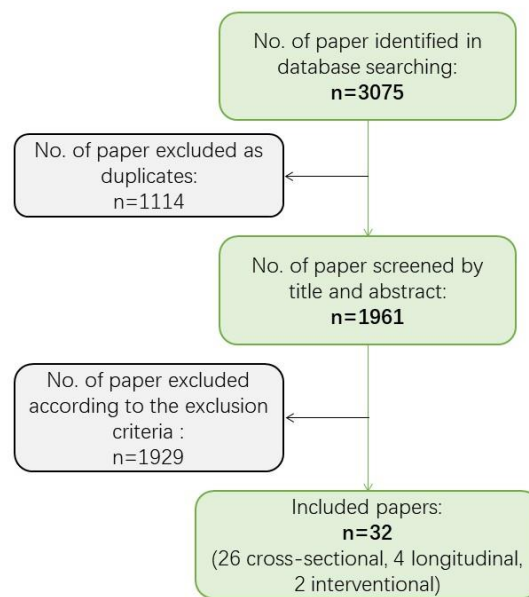 No. of paper identified in
database searching:
n=3075
No. of paper excluded as
duplicates:
n=1114
No. of paper screened by
title and abstract:
n=1961
No. of paper excluded
according to the exclusion
criteria :
n=1929
Included papers:
n=32
(26 cross-sectional, 4 longitudinal,
2 interventional)